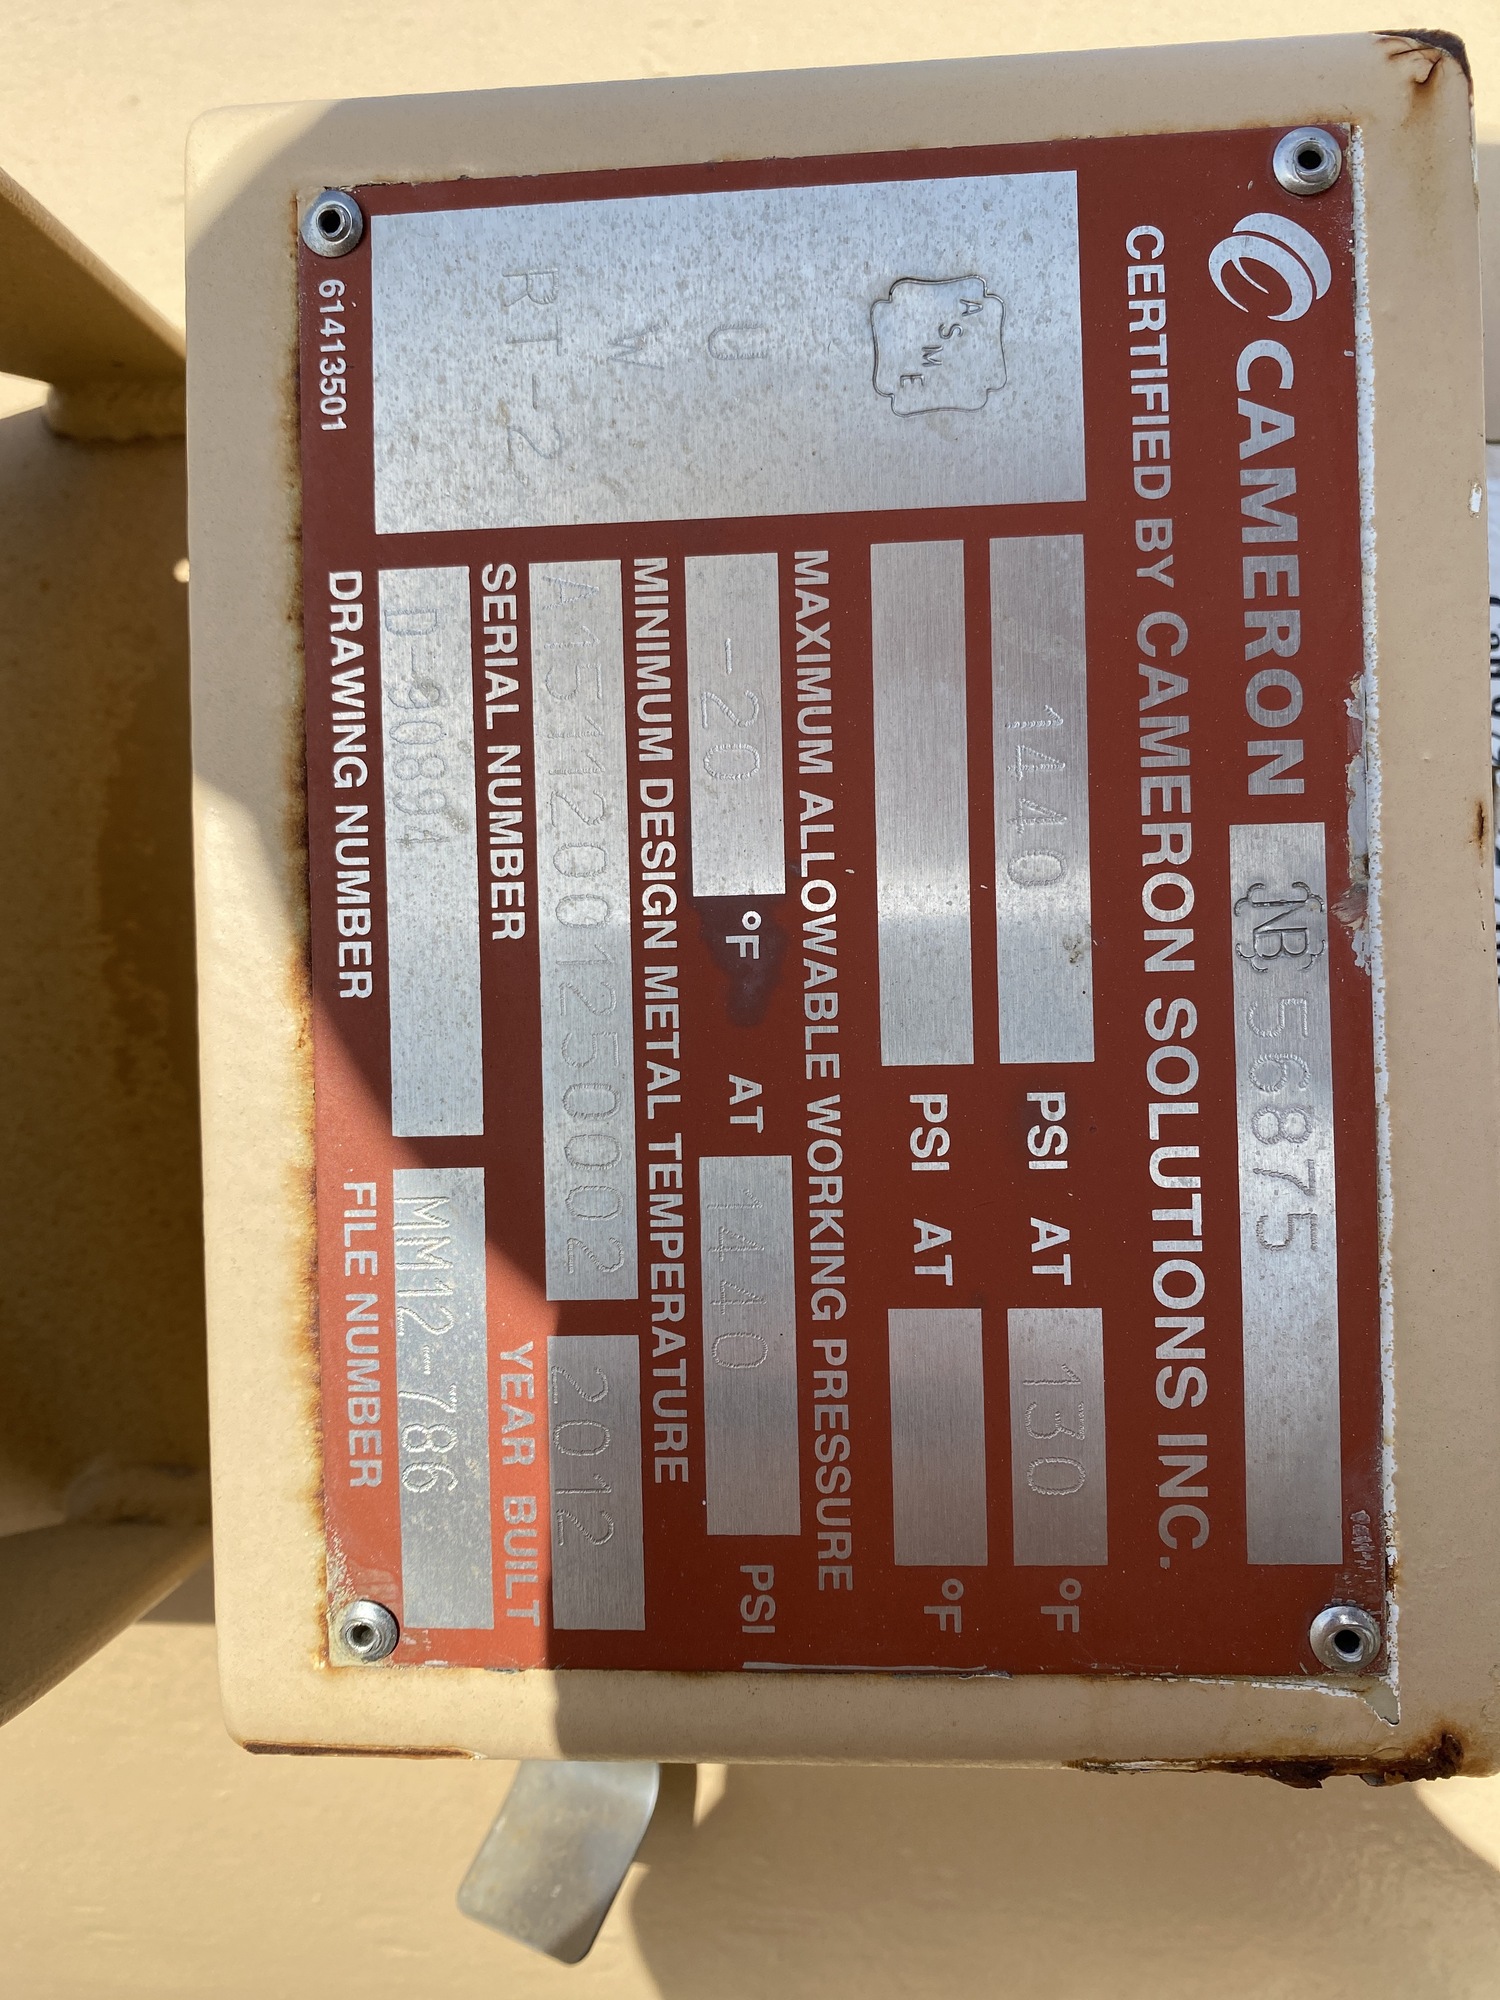 CAMERON NB 56875
CERTIFIED BY CAMERON SOLUTIONS INC.
ASME
U
W
RT-2
1440 PSI AT 130 °F
PSI AT °F
MAXIMUM ALLOWABLE WORKING PRESSURE
-20 °F AT 1440 PSI
MINIMUM DESIGN METAL TEMPERATURE
A15112001250002 2012
SERIAL NUMBER YEAR BUILT
D-90894 MM12-786
61413501 DRAWING NUMBER FILE NUMBER